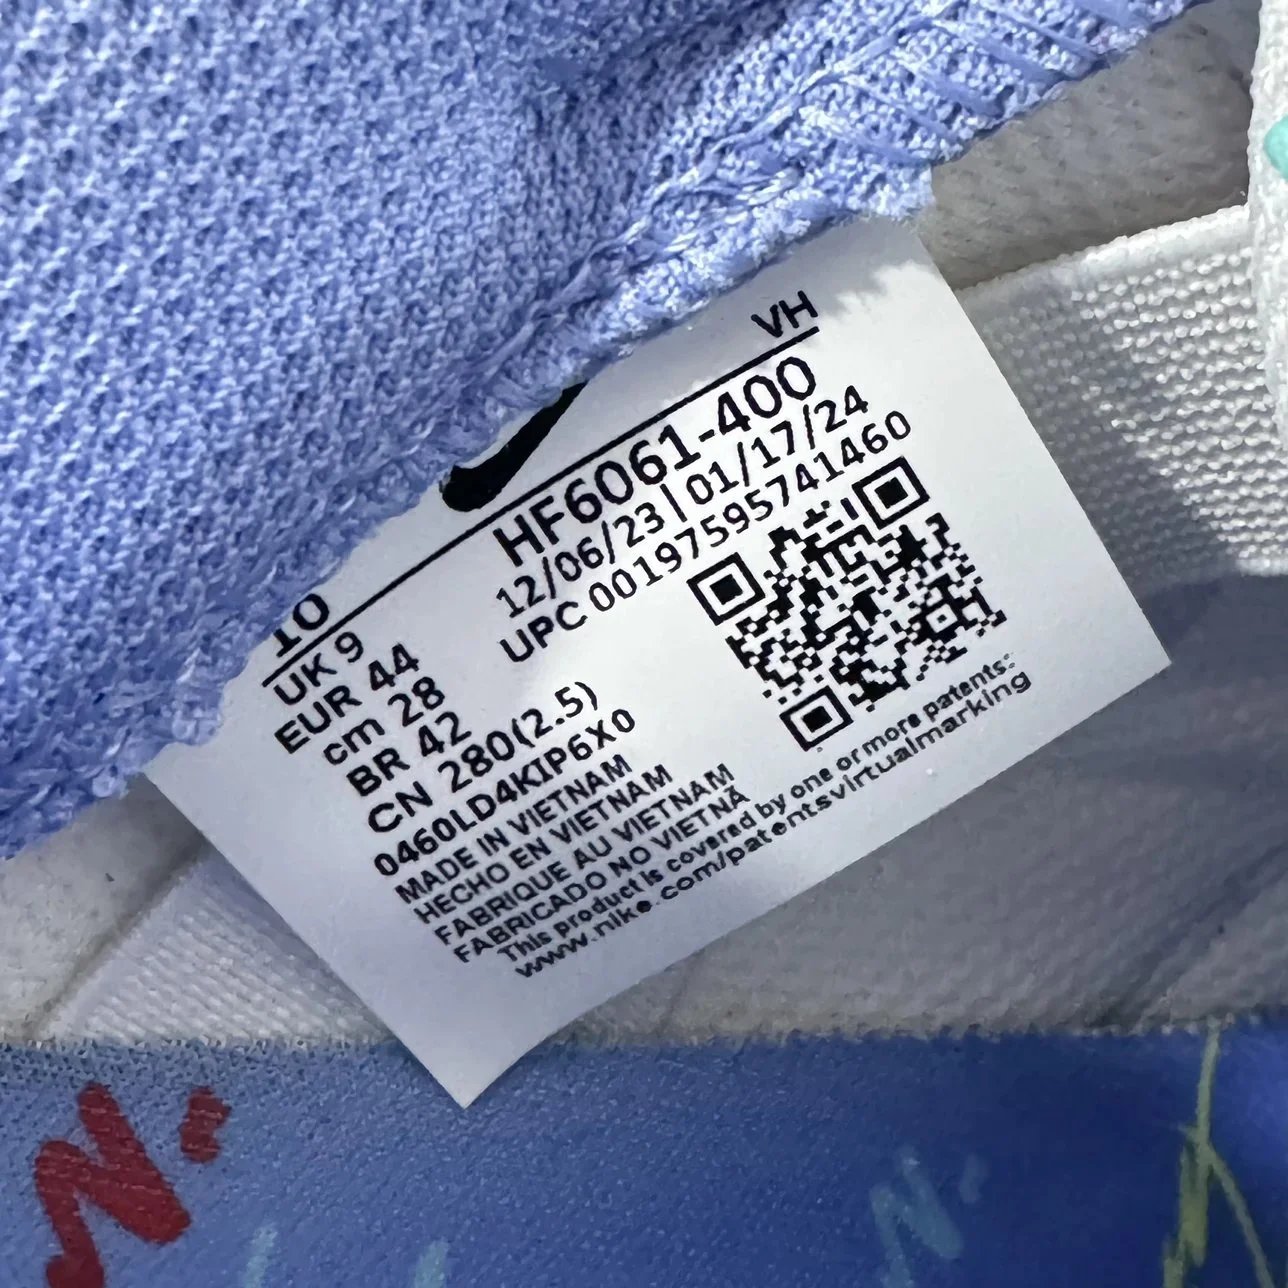 VH
HF6061-400
12/06/23 | 01/17/24
UPC 00197595741460
10
UK 9
EUR 44
cm 28
BR 42
CN 280(2.5)
0460LD4KIP6X0
MADE IN VIETNAM
HECHO EN VIETNAM
FABRIQUE AU VIETNAM
FABRICADO NO VIETNÃ
This product is covered by one or more patents:
www.nike.com/patentsvirtualmarking
N.
N.